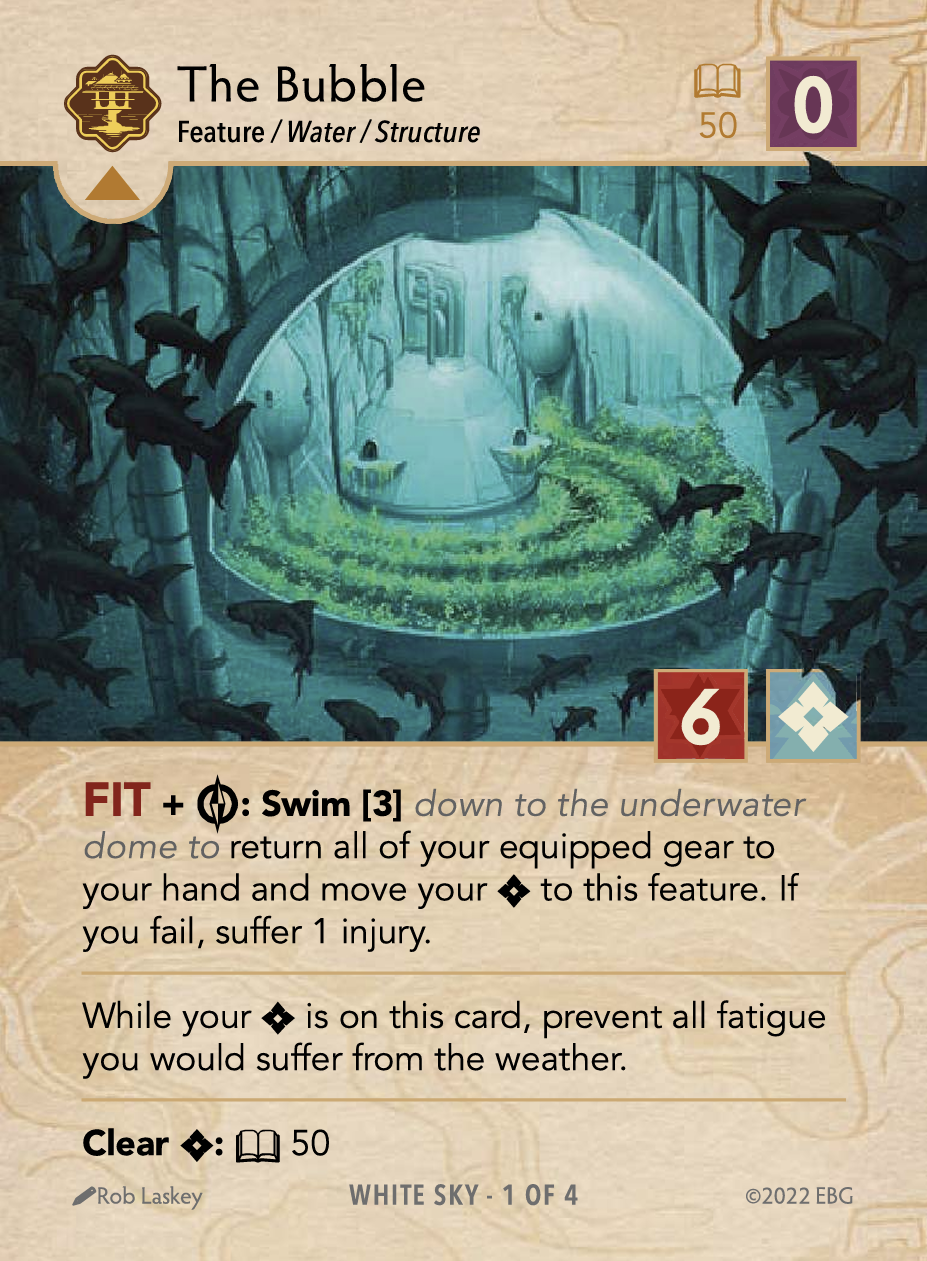 The Bubble
Feature / Water / Structure
50
0
6
FIT + : Swim [3] down to the underwater
dome to return all of your equipped gear to
your hand and move your to this feature. If
you fail, suffer 1 injury.
While your is on this card, prevent all fatigue
you would suffer from the weather.
Clear : 50
Rob Laskey
WHITE SKY - 1 OF 4
©2022 EBG